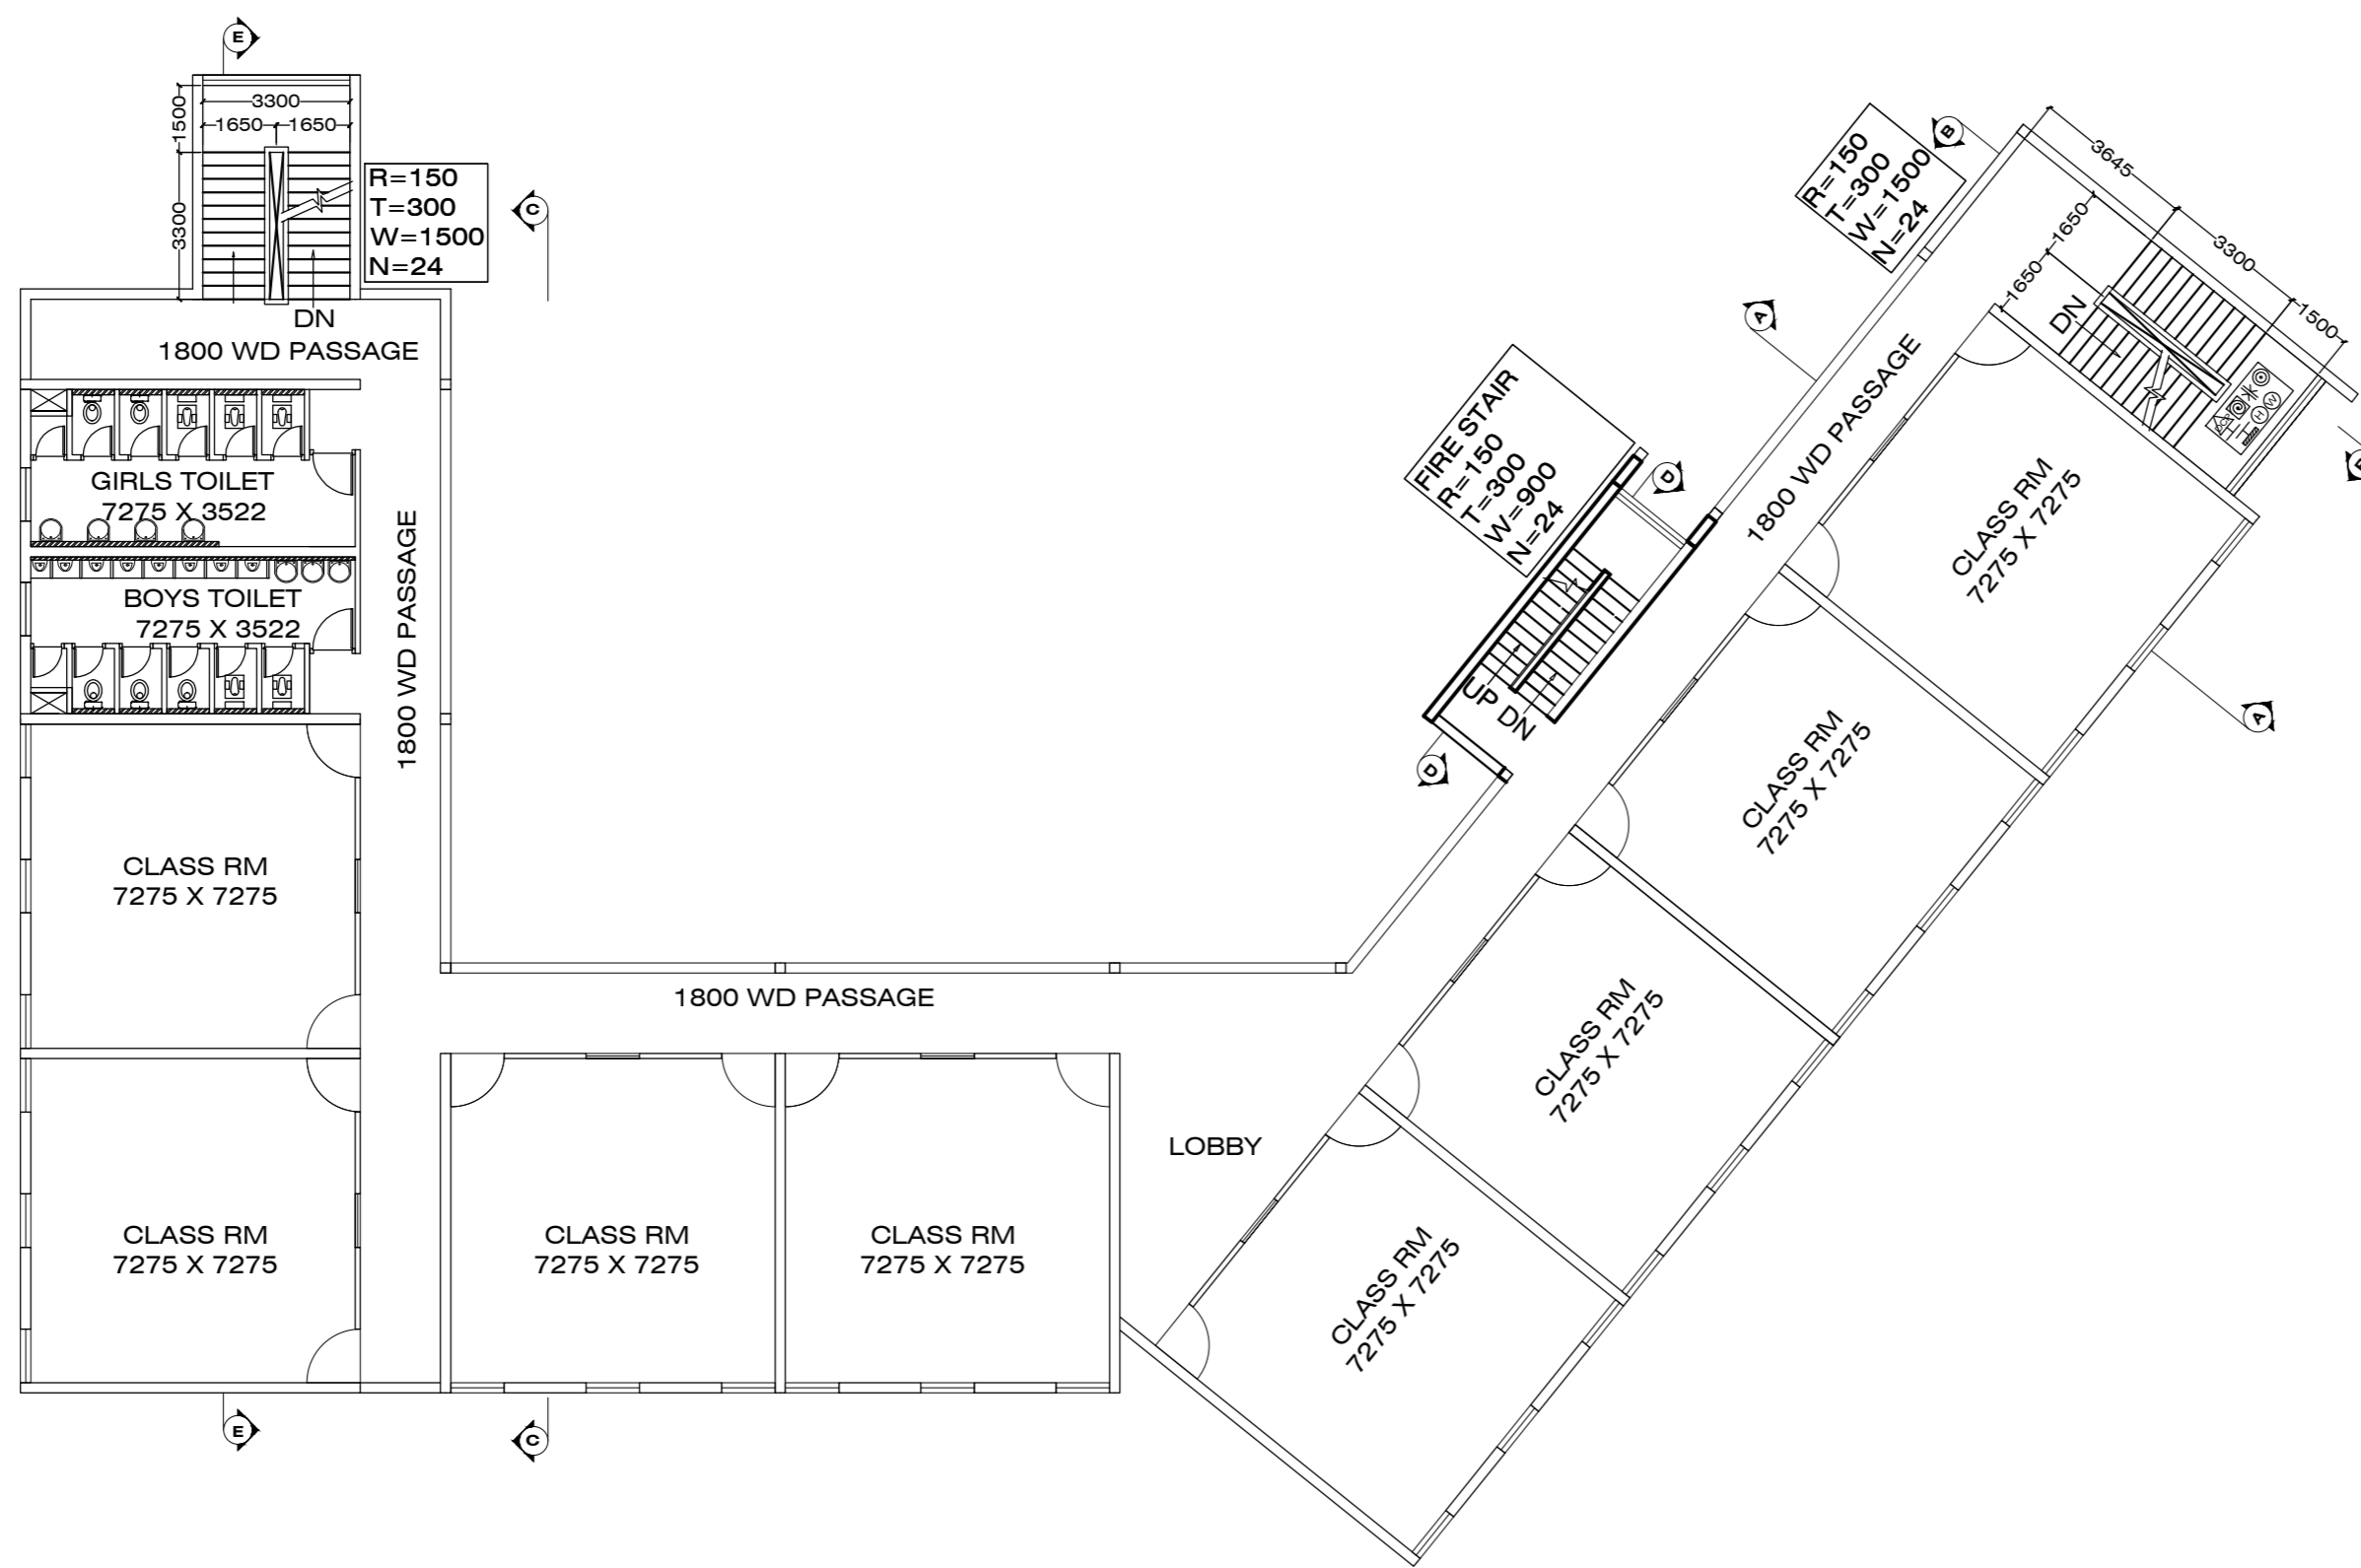 E
3300
1650
1650
1500
3300
R=150
T=300
W=1500
N=24
DN
1800 WD PASSAGE
C
GIRLS TOILET
7275 X 3522
BOYS TOILET
7275 X 3522
1800 WD PASSAGE
CLASS RM
7275 X 7275
CLASS RM
7275 X 7275
E
C
1800 WD PASSAGE
CLASS RM
7275 X 7275
CLASS RM
7275 X 7275
LOBBY
FIRE STAIR
R=150
T=300
W=900
N=24
D
UP
DN
D
A
B
R=150
T=300
W=1500
N=24
3645
3300
1500
1650
1650
DN
H
W
1800 WD PASSAGE
CLASS RM
7275 X 7275
A
CLASS RM
7275 X 7275
CLASS RM
7275 X 7275
CLASS RM
7275 X 7275